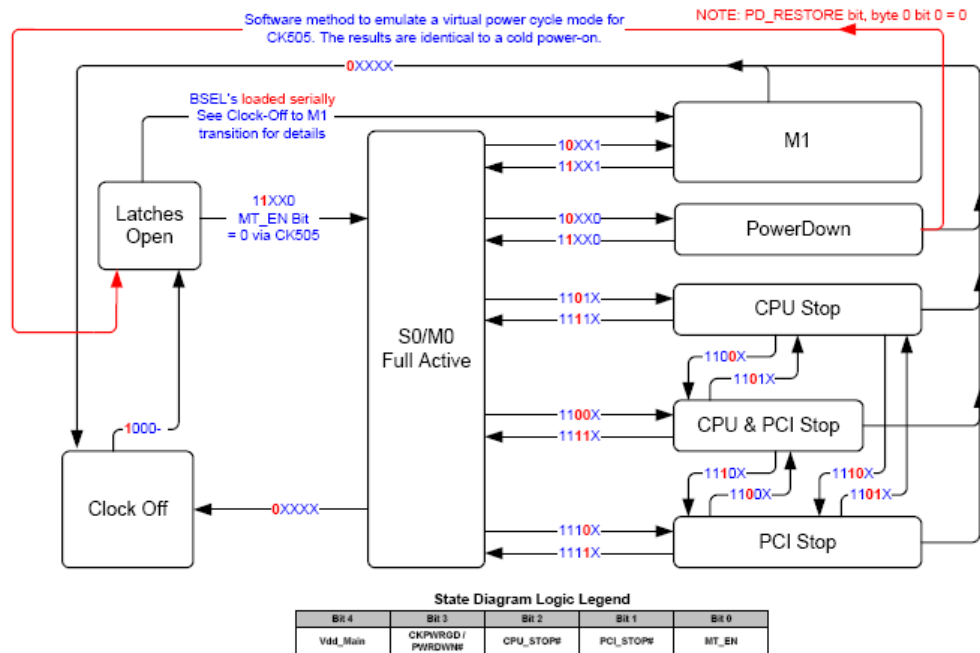 Software method to emulate a virtual power cycle mode for
CK505. The results are identical to a cold power-on.
NOTE: PD_RESTORE bit, byte 0 bit 0 = 0
0XXXX
BSEL's loaded serially
See Clock-Off to M1
transition for details
M1
10XX1
11XX1
Latches
Open
11XX0
MT_EN Bit
= 0 via CK505
10XX0
11XX0
PowerDown
1101X
1111X
CPU Stop
S0/M0
Full Active
1100X
1101X
1100X
1111X
CPU & PCI Stop
1000-
1110X
1100X
1110X
1101X
Clock Off
0XXXX
1110X
1111X
PCI Stop
State Diagram Logic Legend
Bit 4 Bit 3 Bit 2 Bit 1 Bit 0
Vdd_Main CKPWRGD / PWRDWN# CPU_STOP# PCI_STOP# MT_EN